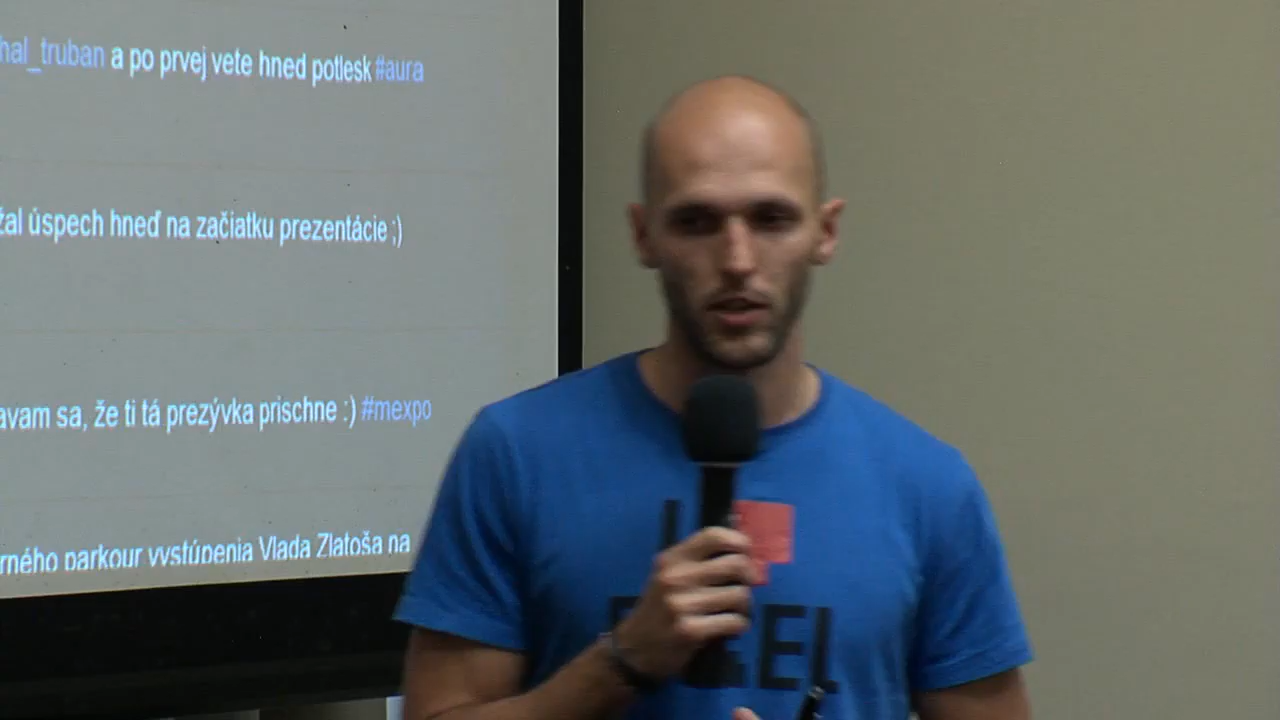 hal_truban a po prvej vete hned potlesk #aura
žal úspech hneď na začiatku prezentácie ;)
avam sa, že ti tá prezývka prischne :) #mexpo
rného parkour vystúpenia Vlada Zlatoša na